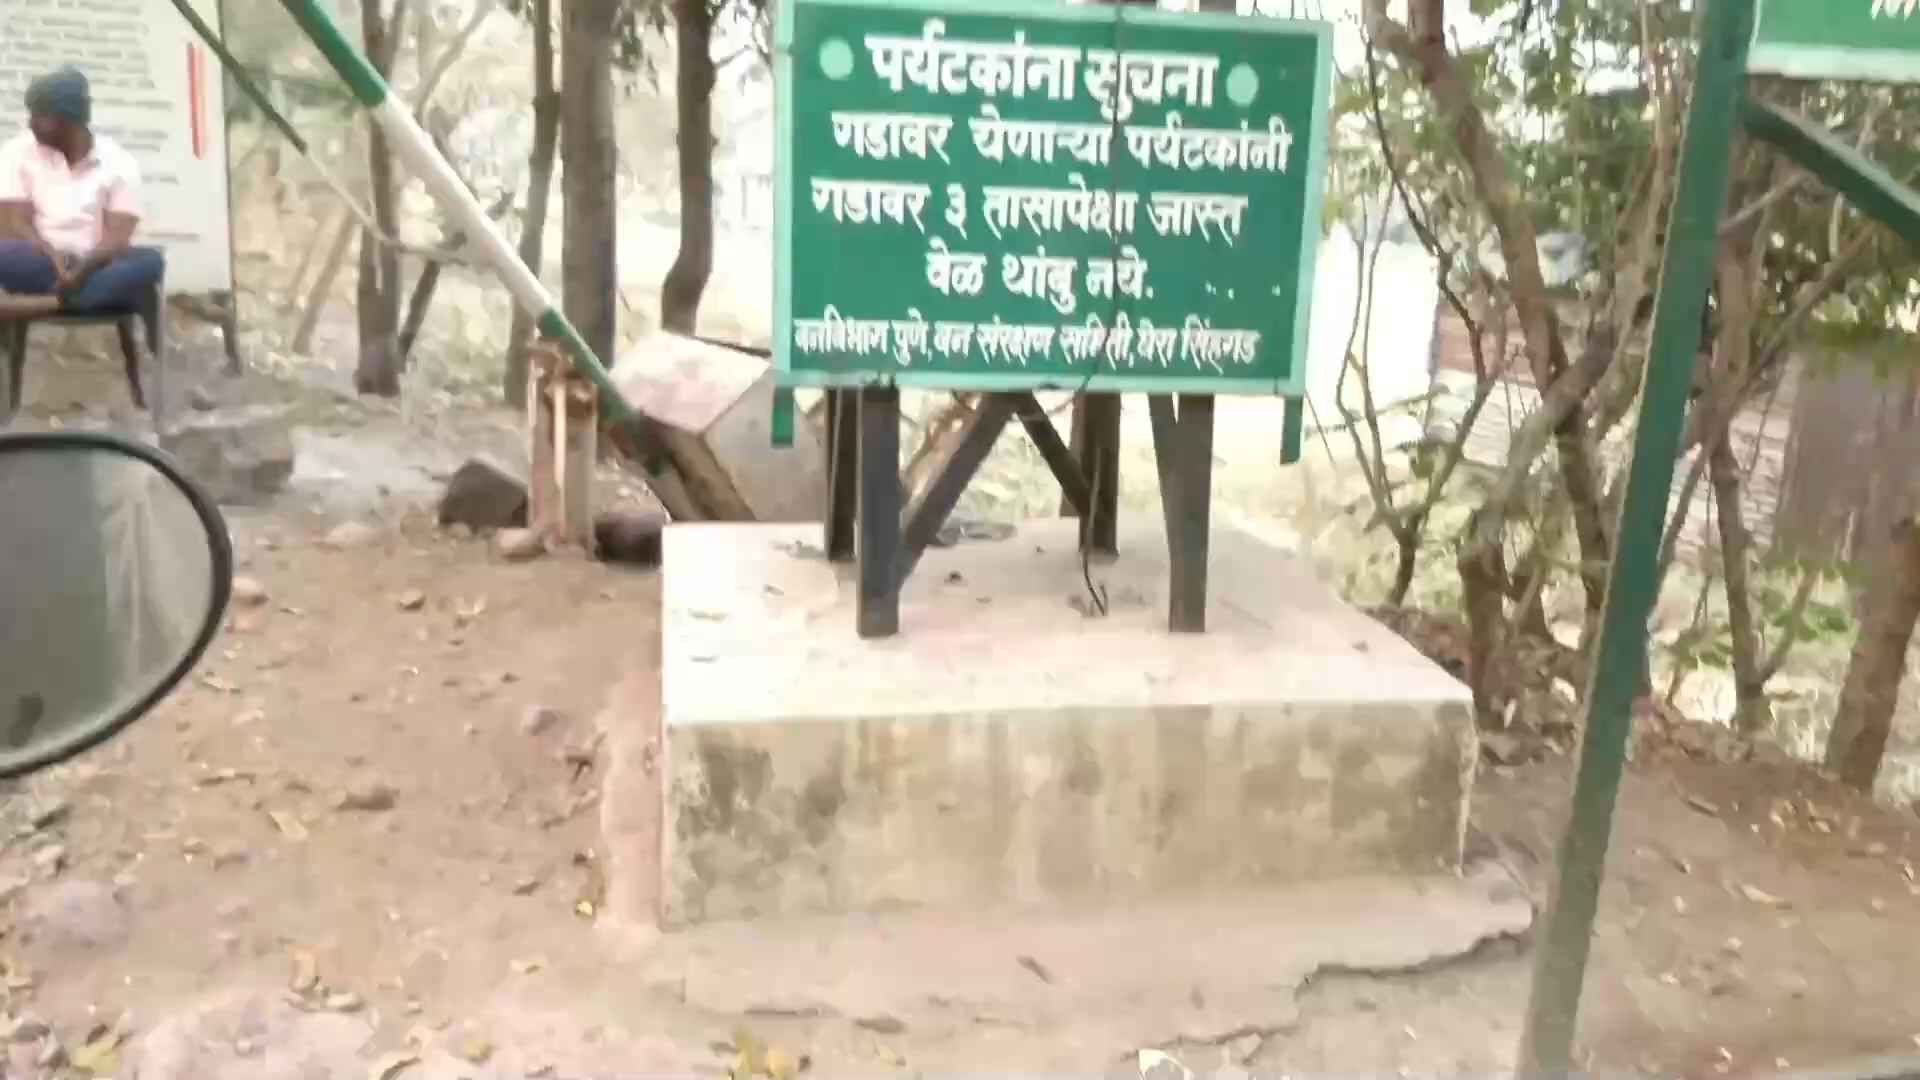 पर्यटकांना सुचना
गडावर येणाऱ्या पर्यटकांनी
गडावर ३ तासापेक्षा जास्त
वेळ थांबु नये.
वनविभाग पुणे, वन संरक्षण समिती, घेरा सिंहगड